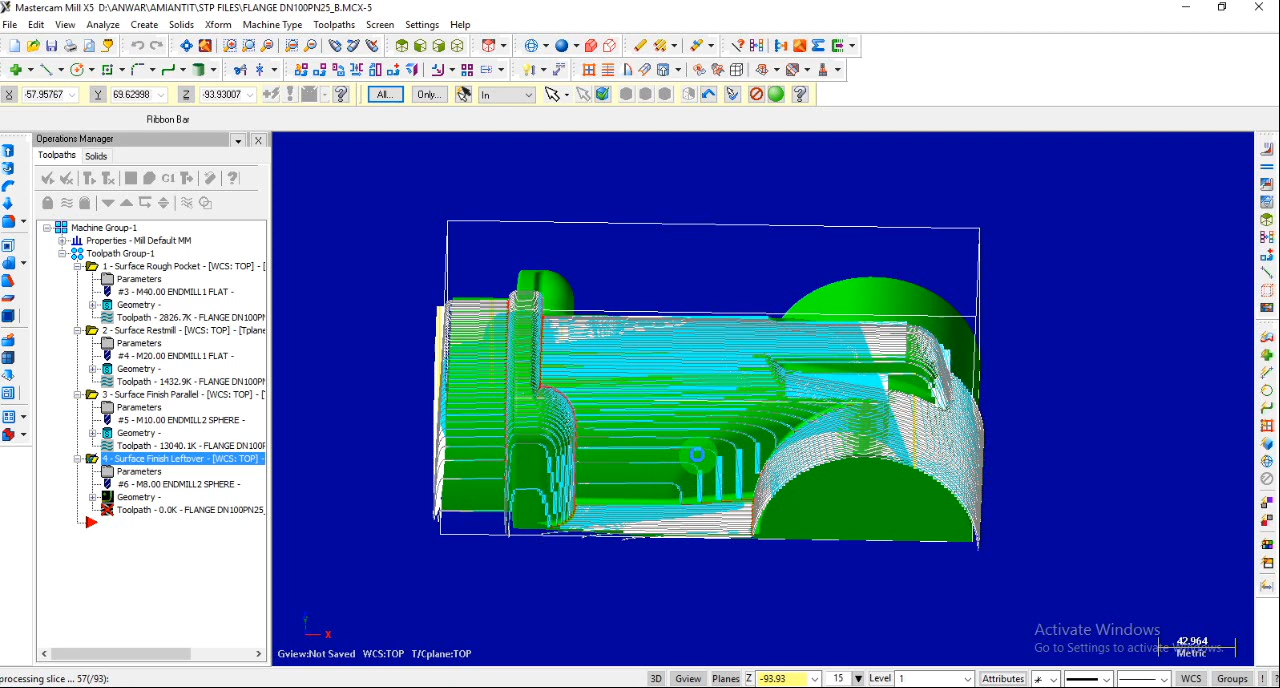 Mastercam Mill X5  D:\ANWAR\AMIANTIT\STP FILES\FLANGE DN100PN25_B.MCX-5
File Edit View Analyze Create Solids Xform Machine Type Toolpaths Screen Settings Help
X -57.95767 Y 69.62998 Z -93.93007 All... Only... In
Ribbon Bar
Operations Manager
Toolpaths Solids
G1
Machine Group-1
Properties - Mill Default MM
Toolpath Group-1
1 - Surface Rough Pocket - [WCS: TOP] - [
Parameters
#3 - M40.00 ENDMILL1 FLAT -
Geometry -
Toolpath - 2826.7K - FLANGE DN100P
2 - Surface Restmill - [WCS: TOP] - [Tplane
Parameters
#4 - M20.00 ENDMILL1 FLAT -
Geometry -
Toolpath - 1432.9K - FLANGE DN100P
3 - Surface Finish Parallel - [WCS: TOP] - [
Parameters
#5 - M10.00 ENDMILL2 SPHERE -
Geometry -
Toolpath - 13040.1K - FLANGE DN100
4 - Surface Finish Leftover - [WCS: TOP] -
Parameters
#6 - M8.00 ENDMILL2 SPHERE -
Geometry -
Toolpath - 0.0K - FLANGE DN100PN25_
X
Gview:Not Saved WCS:TOP T/Cplane:TOP
Activate Windows
Go to Settings to activate Windows.
42.964
Metric
processing slice ... 57(/93):
3D Gview Planes Z -93.93 15 Level 1 Attributes WCS Groups ! ?